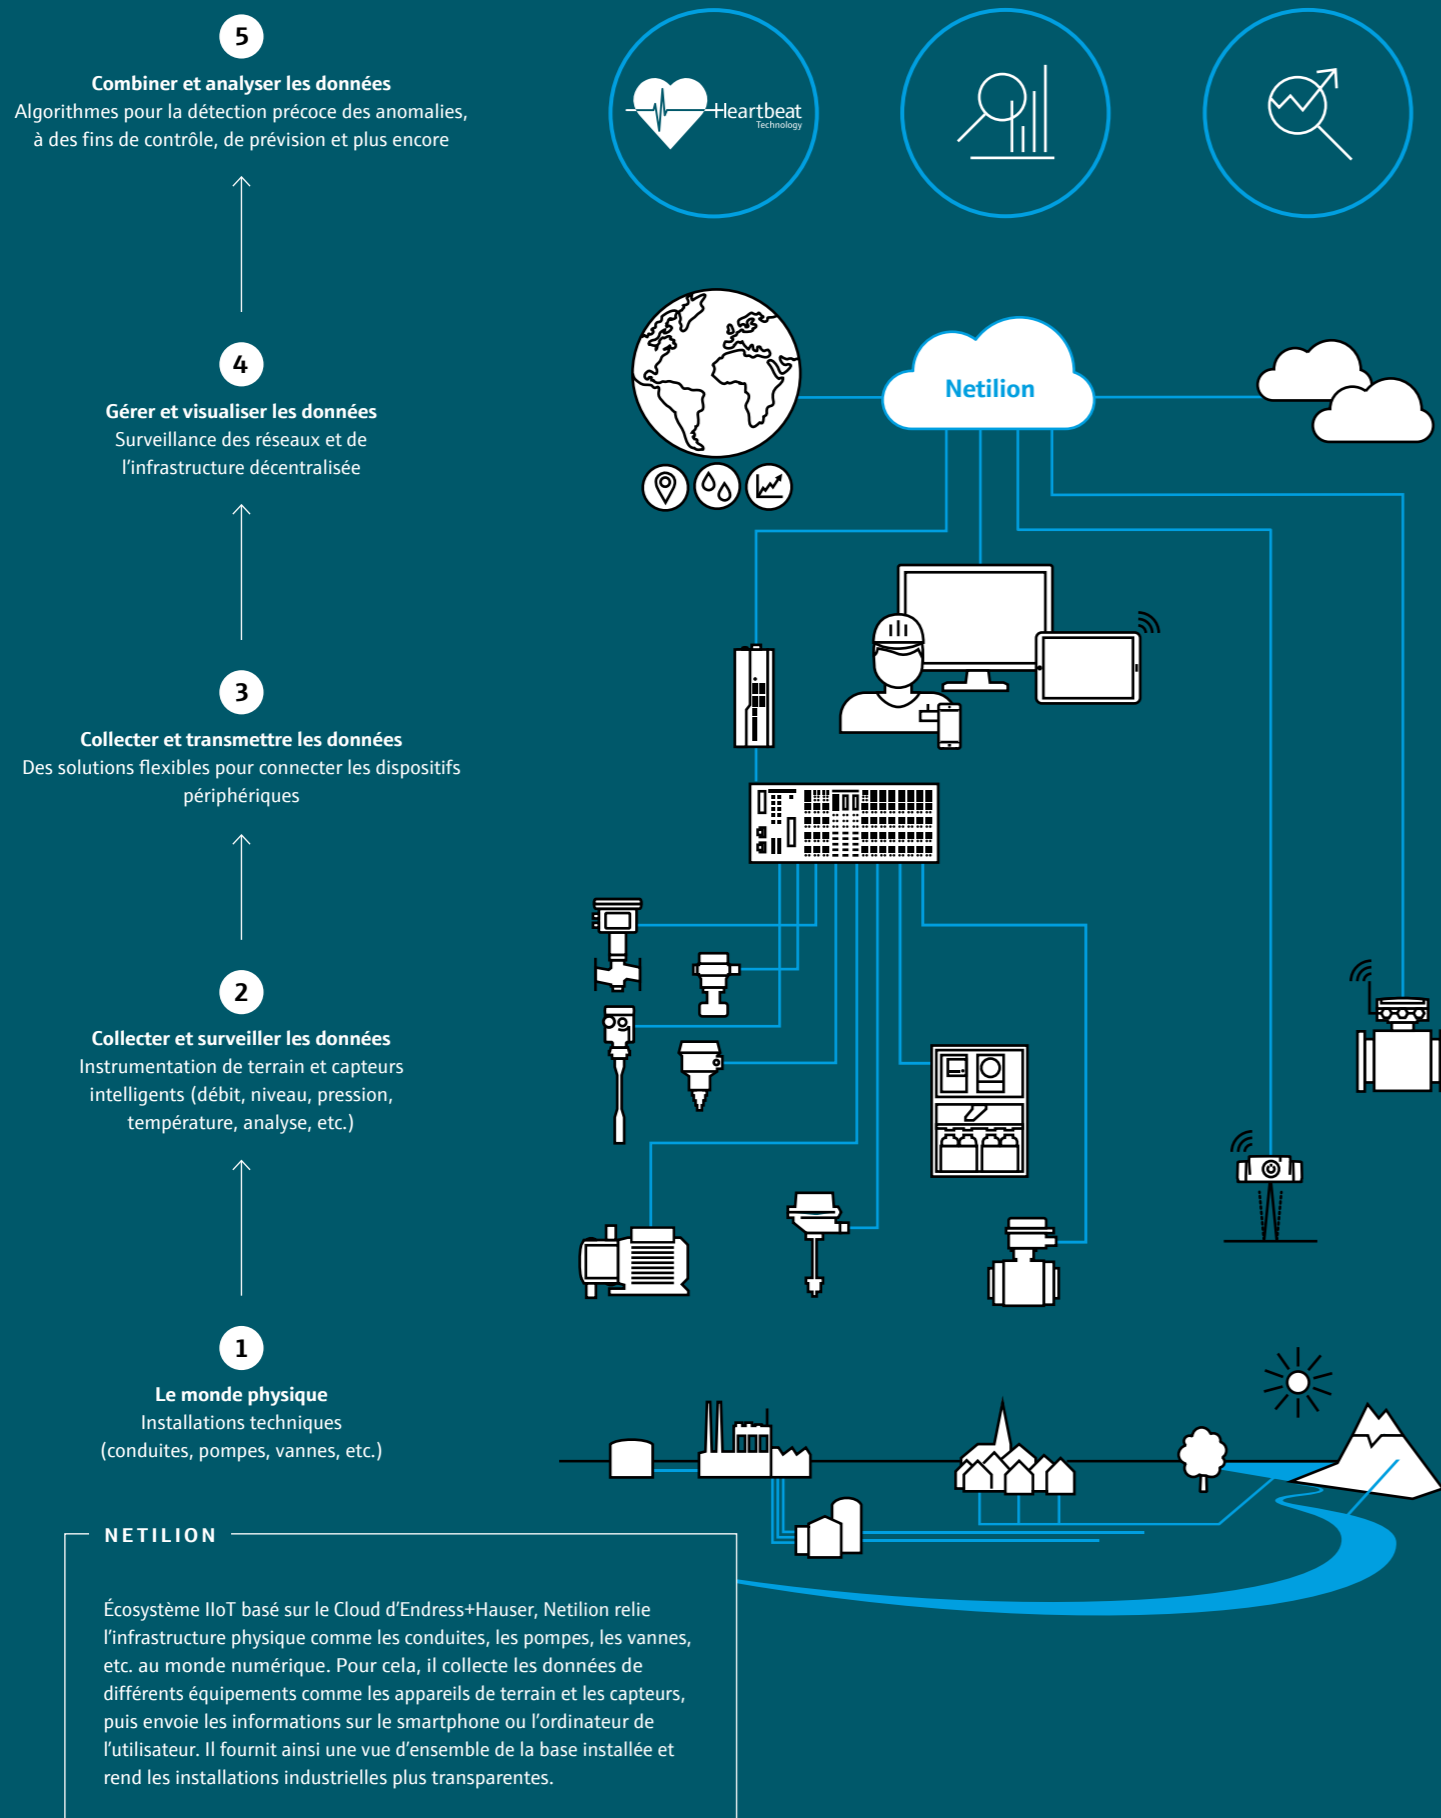 5
Combiner et analyser les données
Algorithmes pour la détection précoce des anomalies,
à des fins de contrôle, de prévision et plus encore
Heartbeat
Technology
4
Gérer et visualiser les données
Surveillance des réseaux et de
l'infrastructure décentralisée
Netilion
3
Collecter et transmettre les données
Des solutions flexibles pour connecter les dispositifs
périphériques
2
Collecter et surveiller les données
Instrumentation de terrain et capteurs
intelligents (débit, niveau, pression,
température, analyse, etc.)
1
Le monde physique
Installations techniques
(conduites, pompes, vannes, etc.)
NETILION
Écosystème IIoT basé sur le Cloud d’Endress+Hauser, Netilion relie
l’infrastructure physique comme les conduites, les pompes, les vannes,
etc. au monde numérique. Pour cela, il collecte les données de
différents équipements comme les appareils de terrain et les capteurs,
puis envoie les informations sur le smartphone ou l’ordinateur de
l’utilisateur. Il fournit ainsi une vue d’ensemble de la base installée et
rend les installations industrielles plus transparentes.